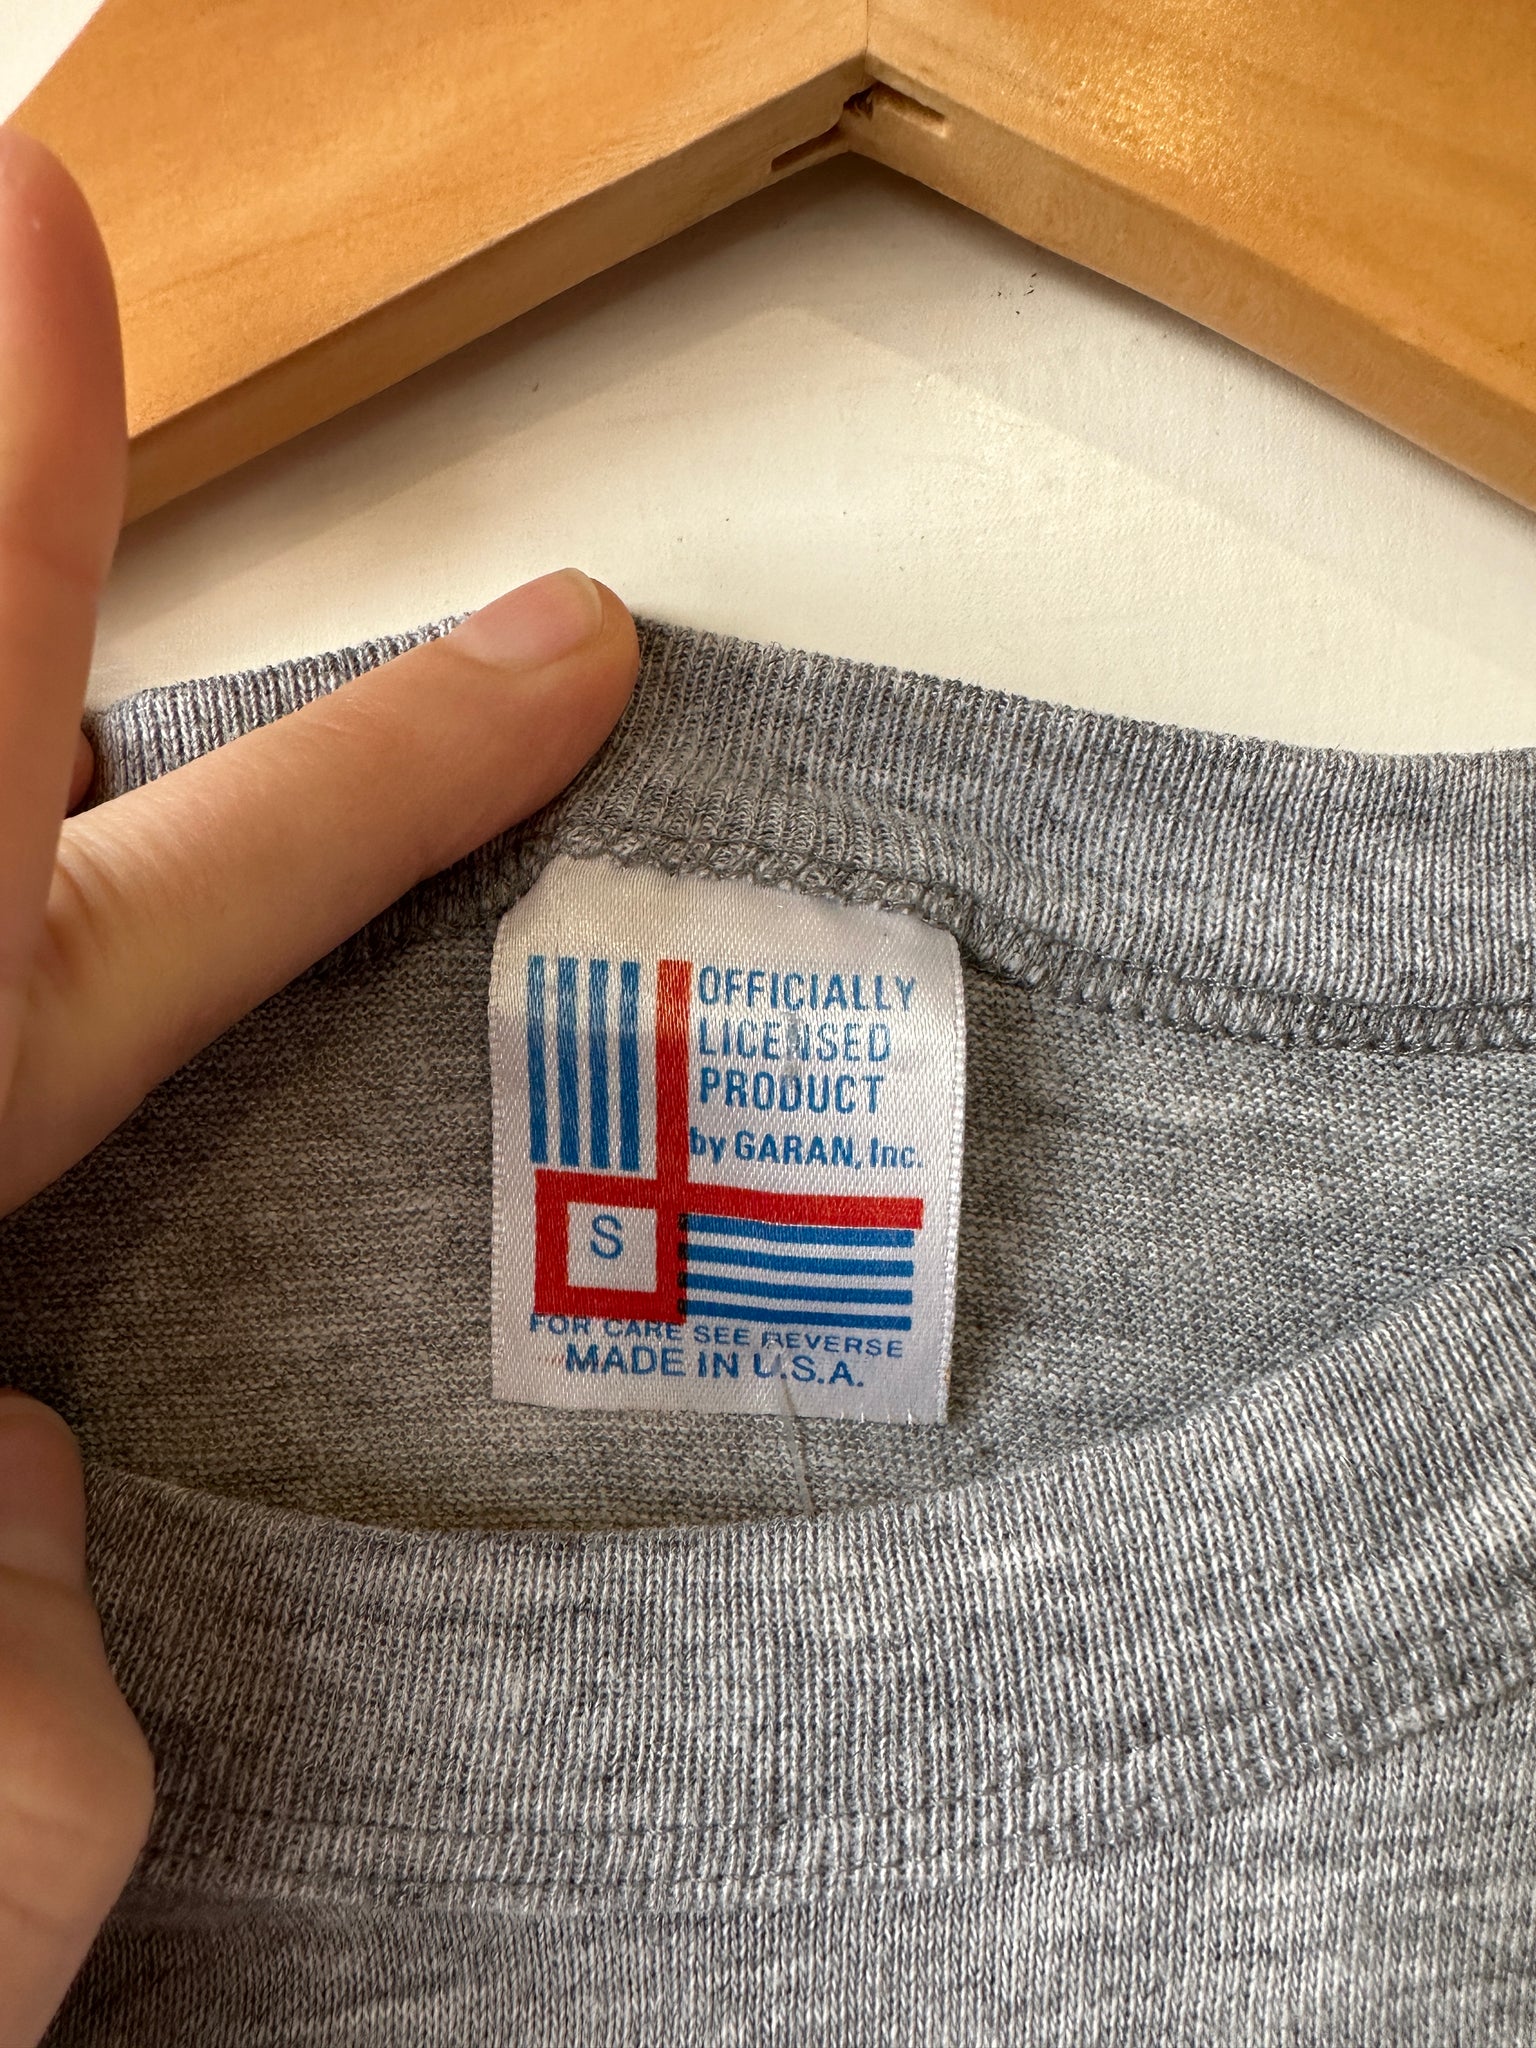 OFFICIALLY
LICENSED
PRODUCT
by GARAN, Inc.
S
FOR CARE SEE REVERSE
MADE IN U.S.A.